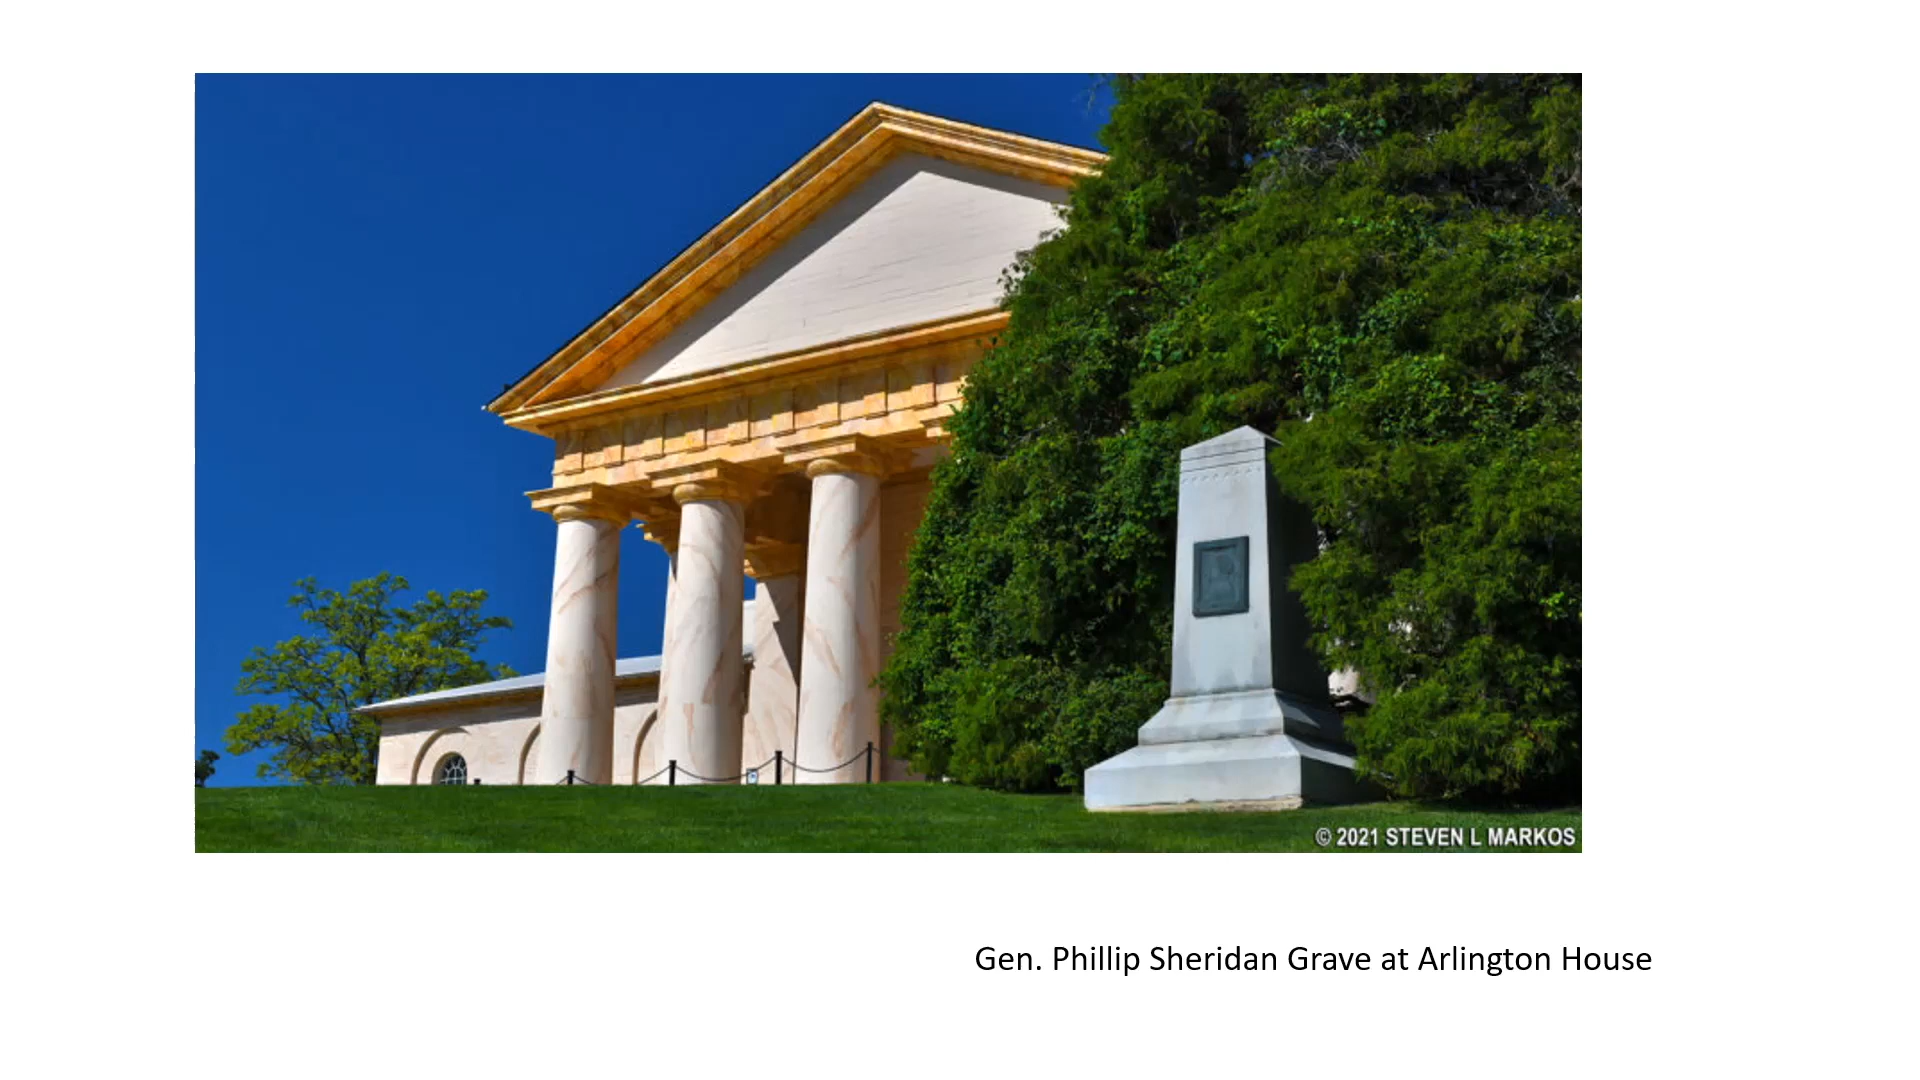 © 2021 STEVEN L MARKOS
Gen. Phillip Sheridan Grave at Arlington House